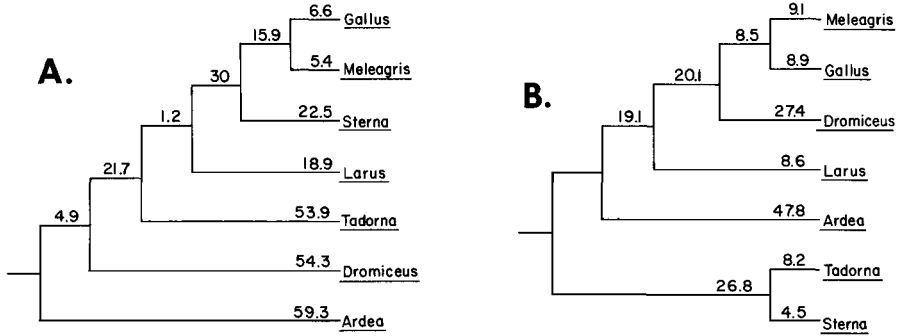 A.
6.6 Gallus
15.9
5.4 Meleagris
30
22.5 Sterna
1.2
18.9 Larus
21.7
53.9 Tadorna
4.9
54.3 Dromiceus
59.3 Ardea
B.
9.1 Meleagris
8.5
8.9 Gallus
20.1
27.4 Dromiceus
19.1
8.6 Larus
47.8 Ardea
8.2 Tadorna
26.8
4.5 Sterna